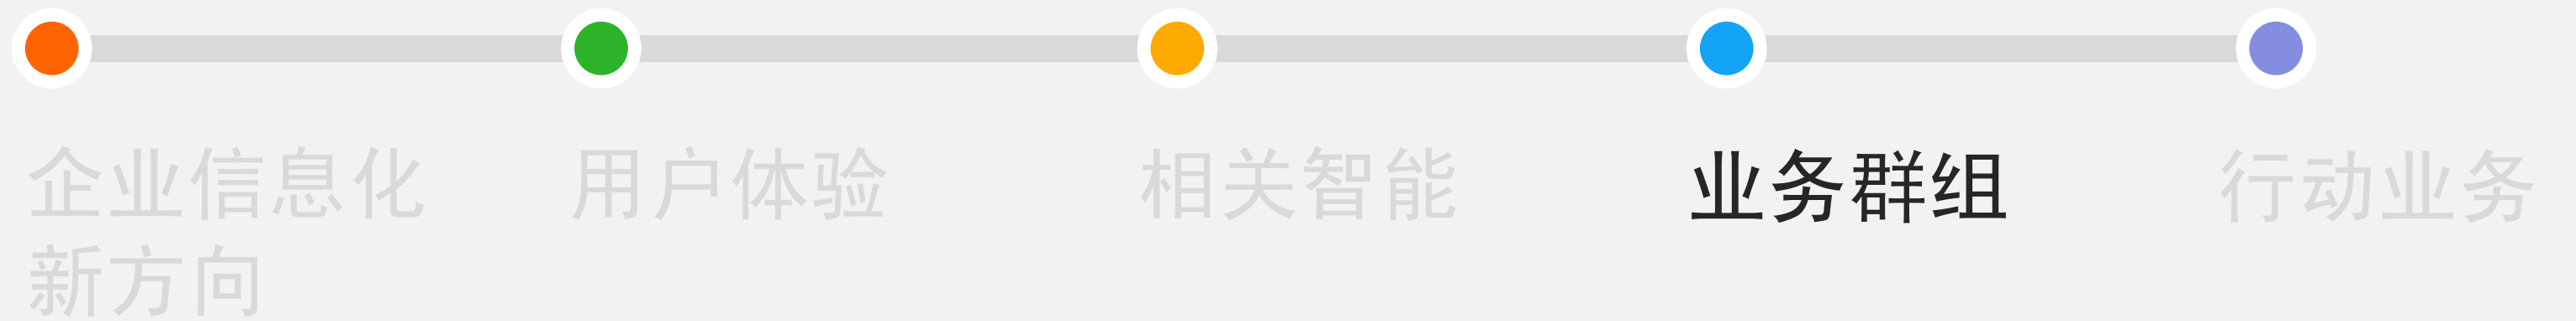 企业信息化
新方向
用户体验
相关智能
业务群组
行动业务